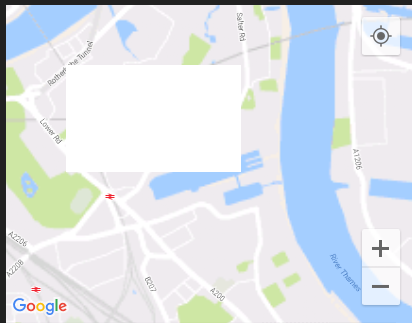 Salter Rd
Rotherhithe Tunnel
Lower Rd
A1206
A2206
A2208
B207
A200
River Thames
+
−
Google